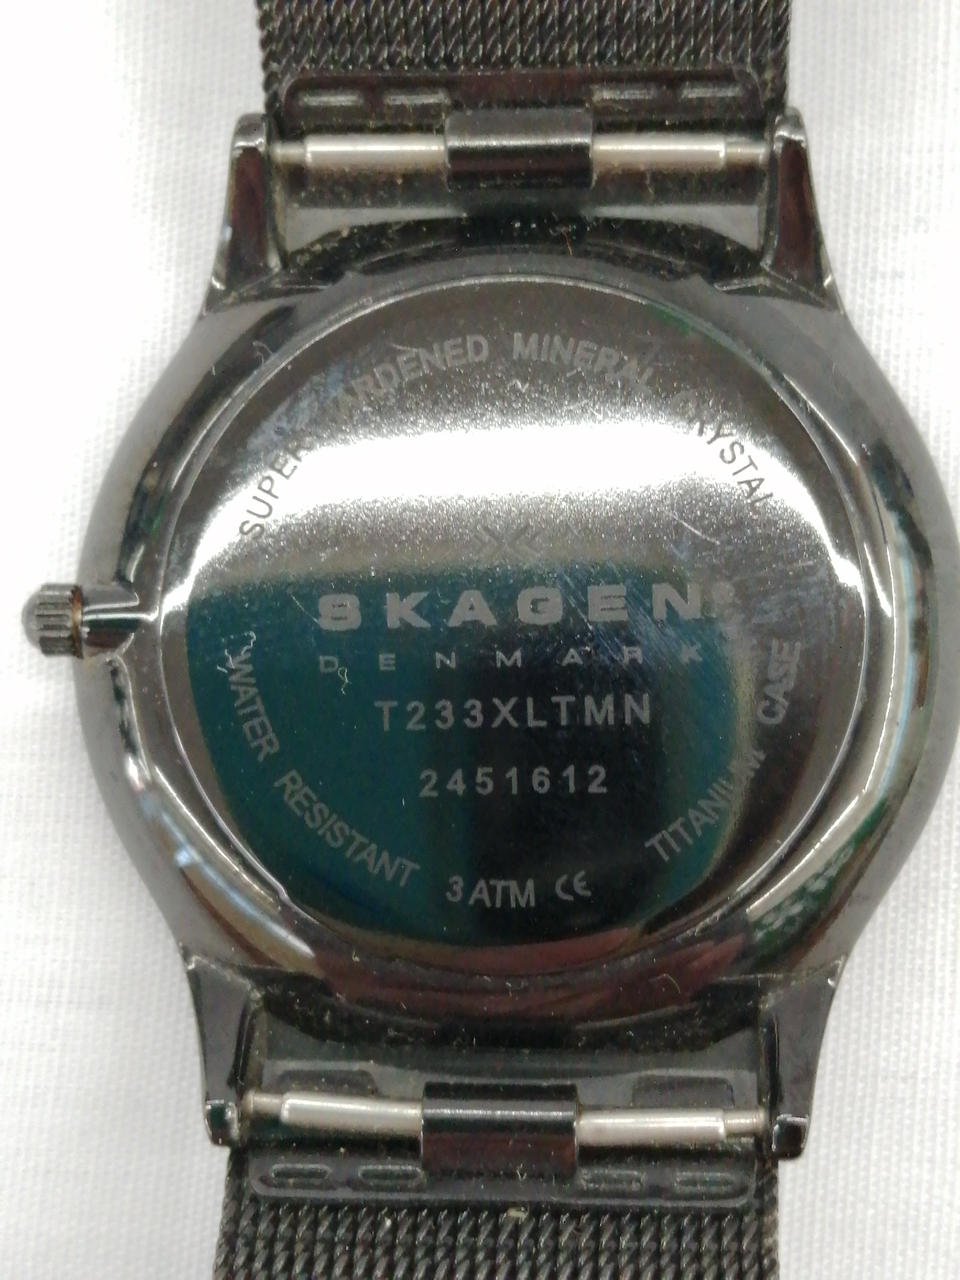 SUPER HARDENED MINERAL CRYSTAL
SKAGEN®
DENMARK
T233XLTMN
2451612
WATER RESISTANT
3 ATM CE
TITANIUM CASE